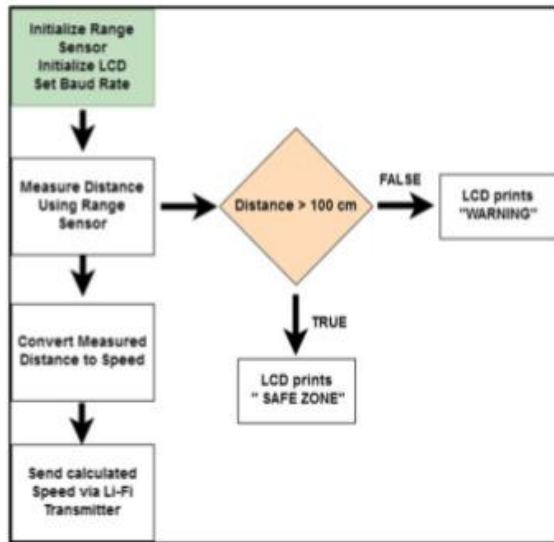 Initialize Range
Sensor
Initialize LCD
Set Baud Rate
Measure Distance
Using Range
Sensor
Distance > 100 cm
FALSE
LCD prints
"WARNING"
TRUE
LCD prints
" SAFE ZONE"
Convert Measured
Distance to Speed
Send calculated
Speed via Li-Fi
Transmitter